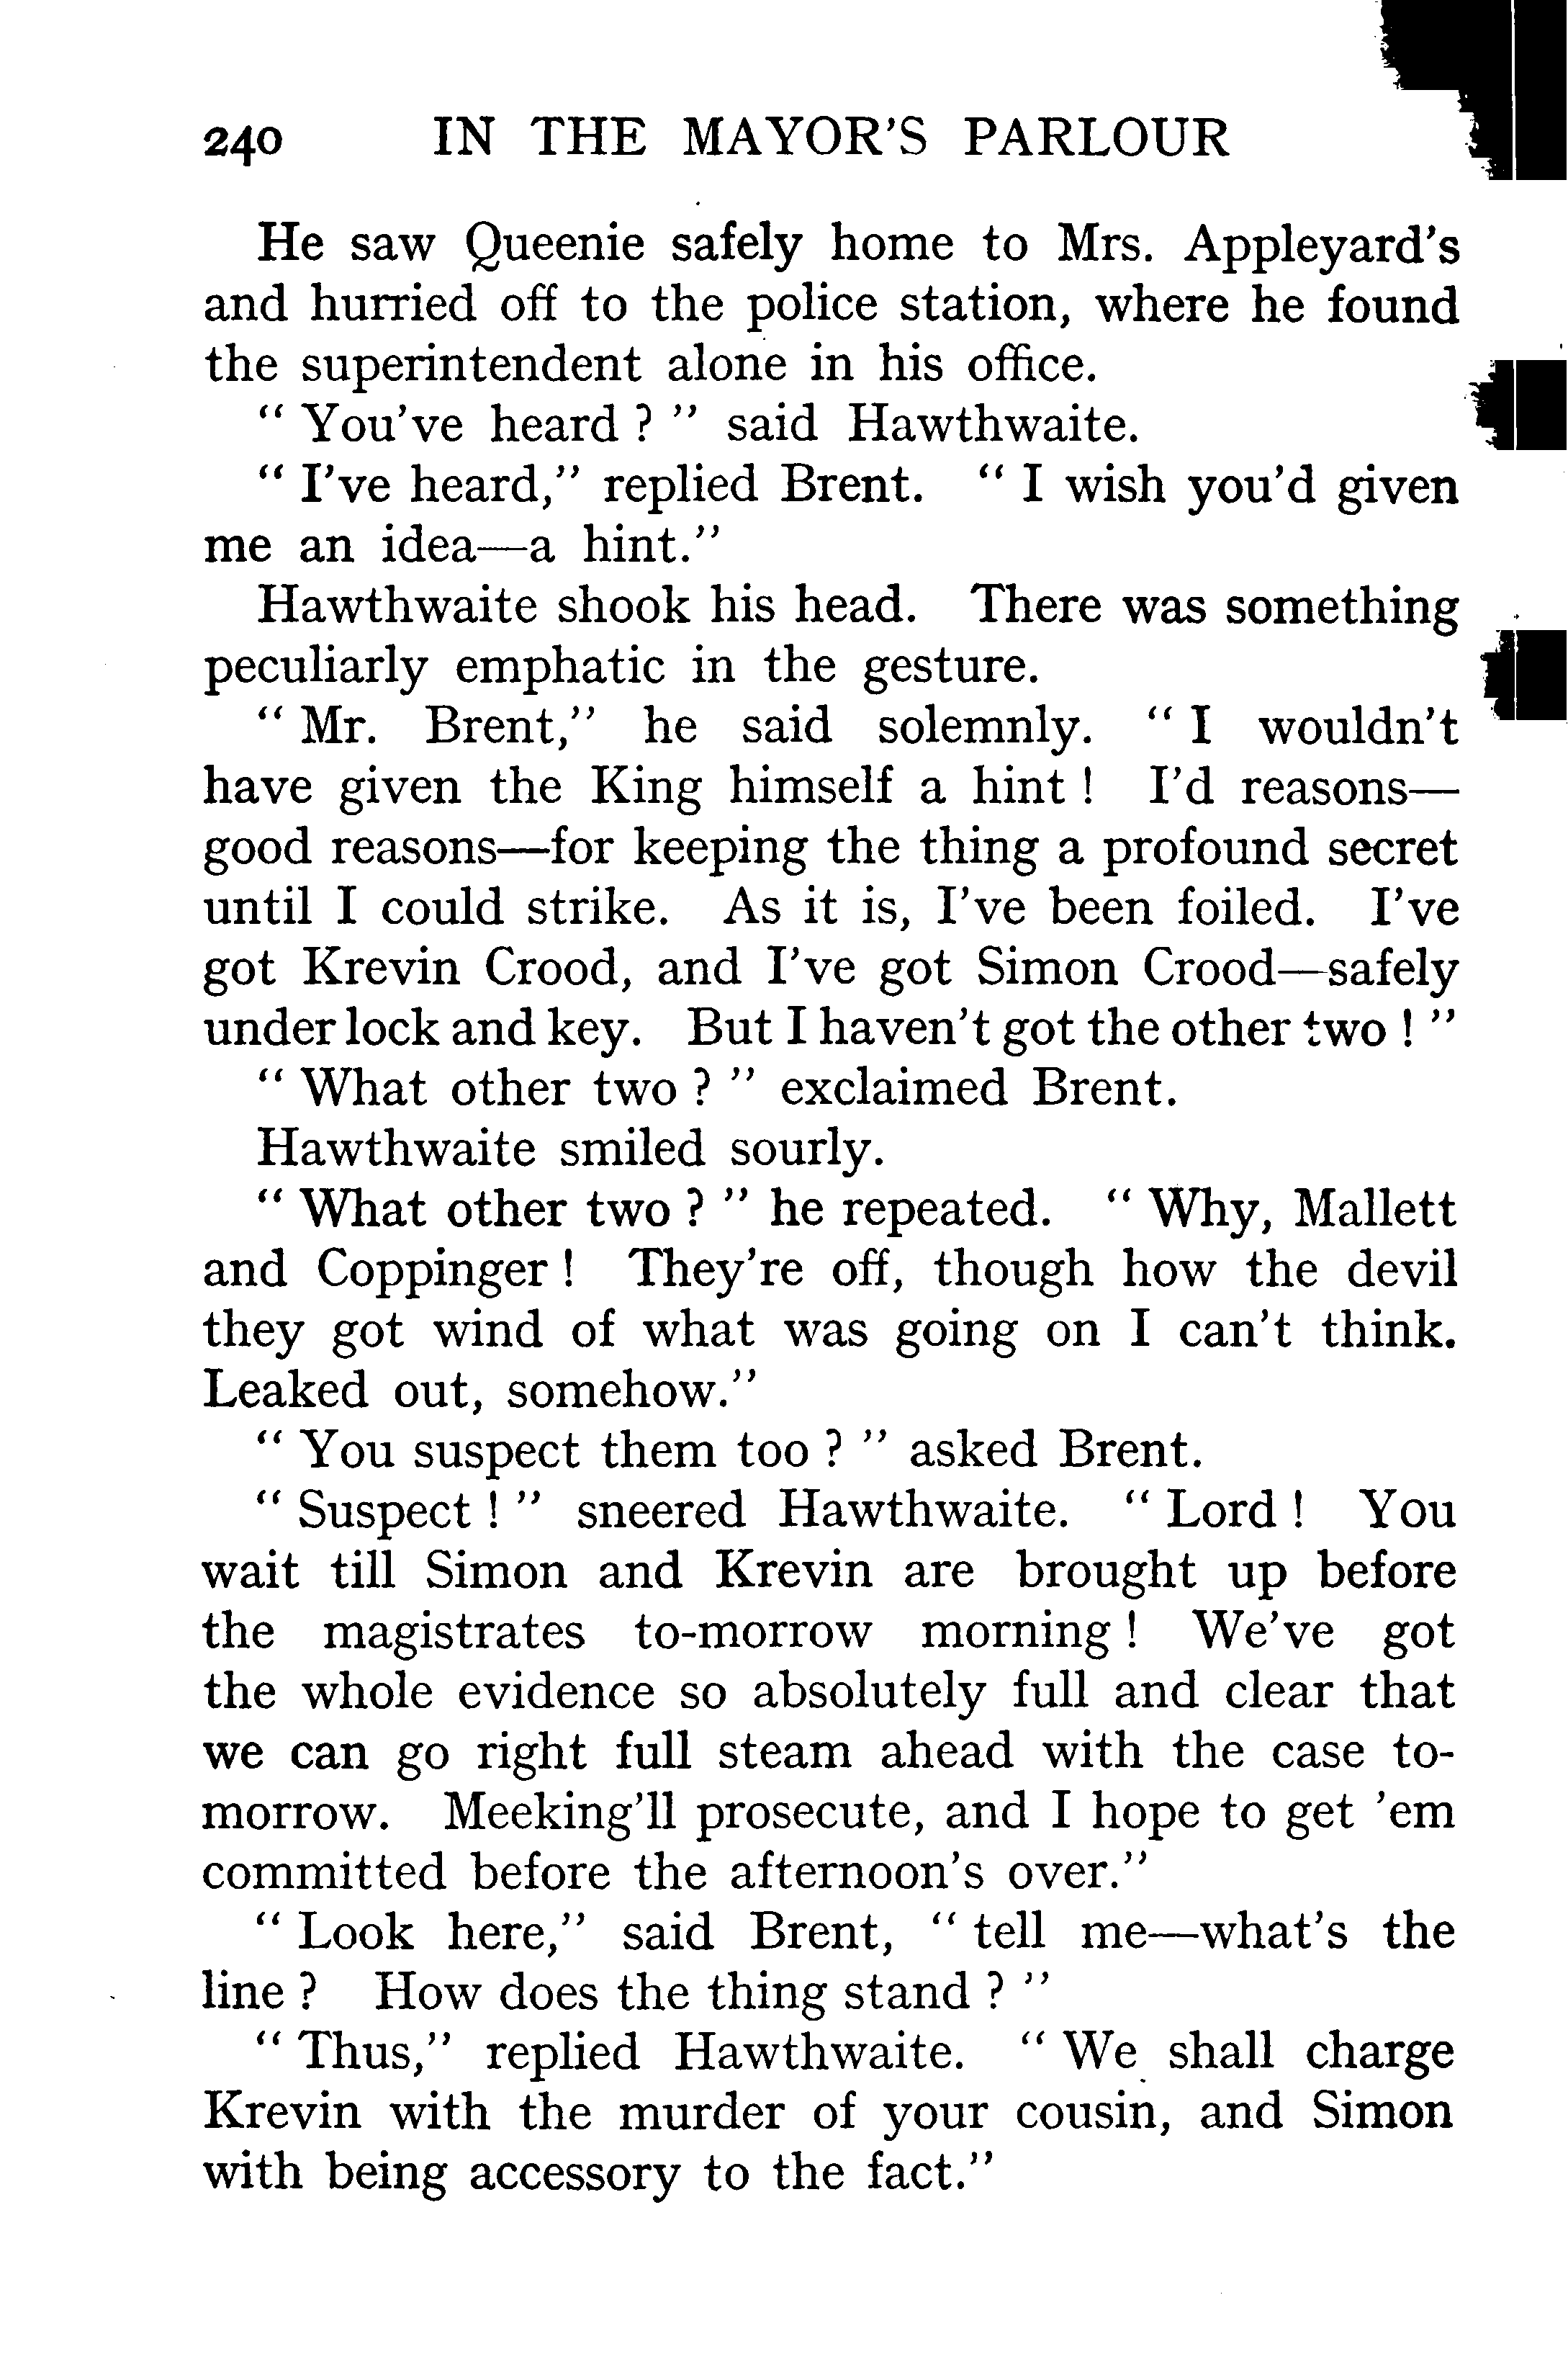 240 IN THE MAYOR'S PARLOUR
He saw Queenie safely home to Mrs. Appleyard's
and hurried off to the police station, where he found
the superintendent alone in his office.
“ You've heard ? ” said Hawthwaite.
“ I've heard,” replied Brent. “ I wish you'd given
me an idea—a hint.”
Hawthwaite shook his head. There was something
peculiarly emphatic in the gesture.
“ Mr. Brent,” he said solemnly. “ I wouldn't
have given the King himself a hint ! I'd reasons—
good reasons—for keeping the thing a profound secret
until I could strike. As it is, I've been foiled. I've
got Krevin Crood, and I've got Simon Crood—safely
under lock and key. But I haven't got the other two ! ”
“ What other two ? ” exclaimed Brent.
Hawthwaite smiled sourly.
“ What other two ? ” he repeated. “ Why, Mallett
and Coppinger ! They're off, though how the devil
they got wind of what was going on I can't think.
Leaked out, somehow.”
“ You suspect them too ? ” asked Brent.
“ Suspect ! ” sneered Hawthwaite. “ Lord ! You
wait till Simon and Krevin are brought up before
the magistrates to-morrow morning ! We've got
the whole evidence so absolutely full and clear that
we can go right full steam ahead with the case to-
morrow. Meeking'll prosecute, and I hope to get 'em
committed before the afternoon's over.”
“ Look here,” said Brent, “ tell me—what's the
line ? How does the thing stand ? ”
“ Thus,” replied Hawthwaite. “ We shall charge
Krevin with the murder of your cousin, and Simon
with being accessory to the fact.”